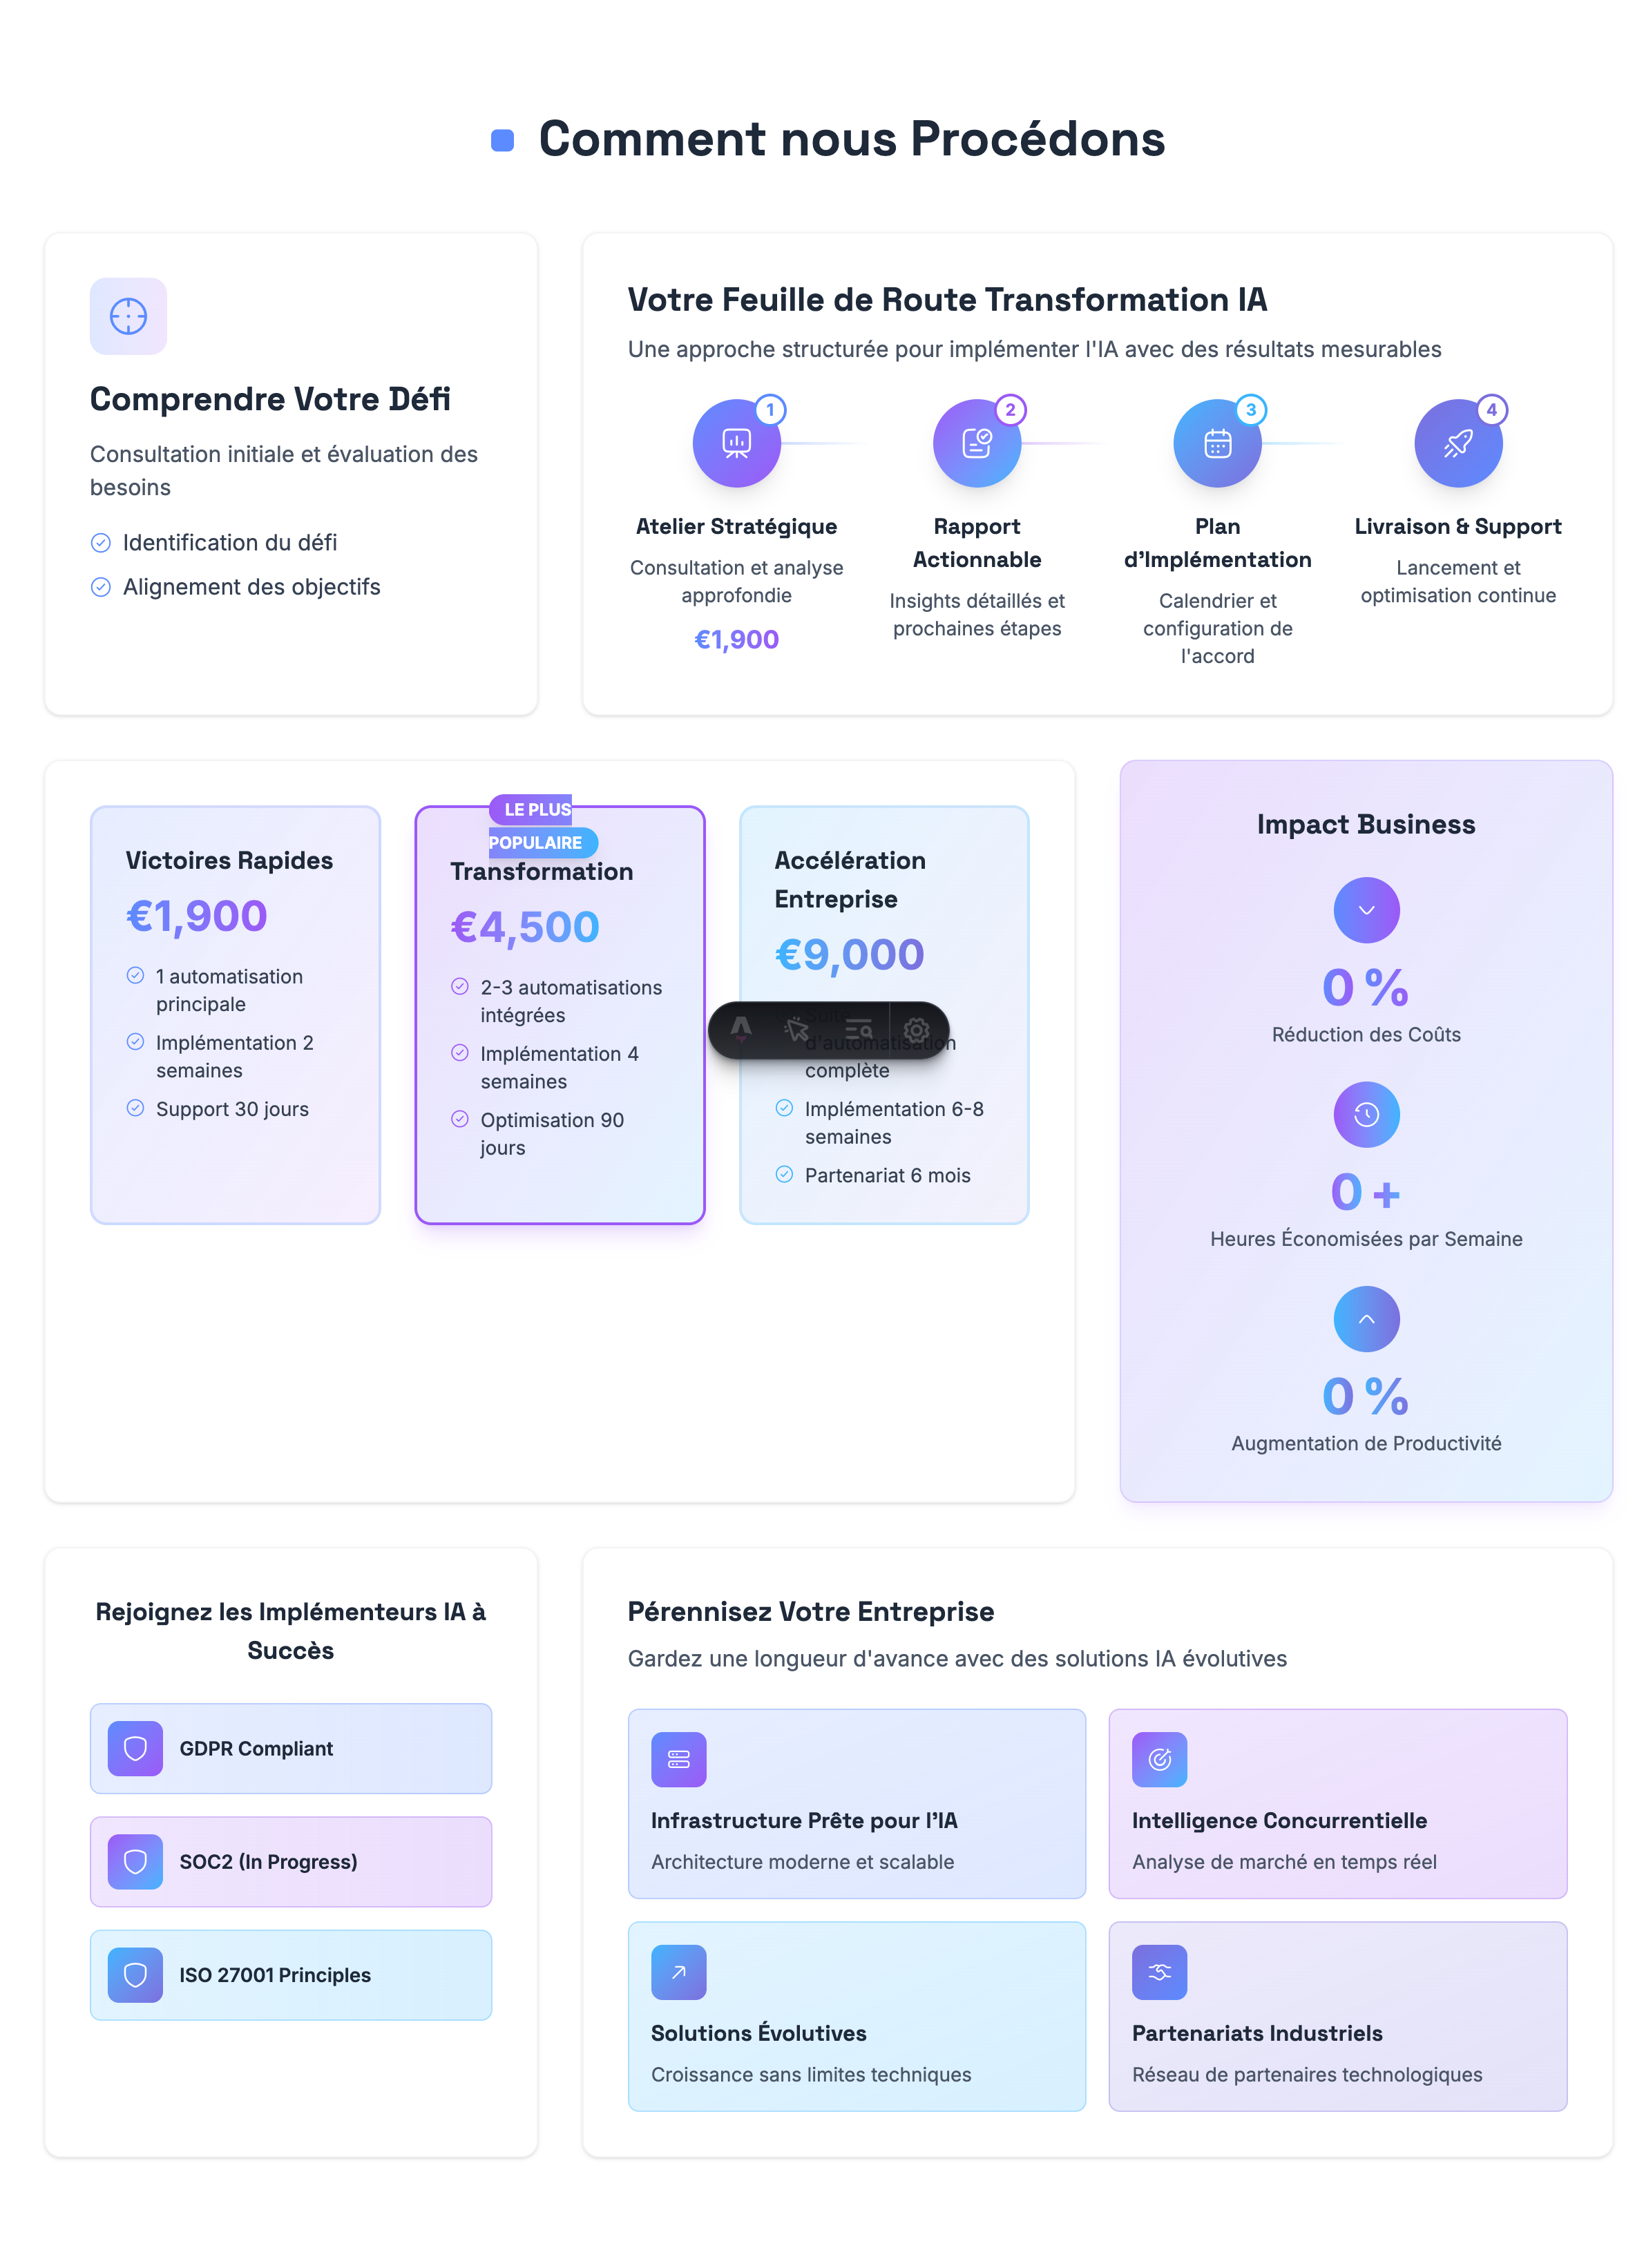 Comment nous Procédons
Comprendre Votre Défi
Consultation initiale et évaluation des
besoins
Identification du défi
Alignement des objectifs
Votre Feuille de Route Transformation IA
Une approche structurée pour implémenter l'IA avec des résultats mesurables
1
Atelier Stratégique
Consultation et analyse
approfondie
€1,900
2
Rapport
Actionnable
Insights détaillés et
prochaines étapes
3
Plan
d'Implémentation
Calendrier et
configuration de
l'accord
4
Livraison & Support
Lancement et
optimisation continue
Victoires Rapides
€1,900
1 automatisation
principale
Implémentation 2
semaines
Support 30 jours
LE PLUS
POPULAIRE
Transformation
€4,500
2-3 automatisations
intégrées
Implémentation 4
semaines
Optimisation 90
jours
Accélération
Entreprise
€9,000
Suite
d'automatisation
complète
Implémentation 6-8
semaines
Partenariat 6 mois
Impact Business
0 %
Réduction des Coûts
0 +
Heures Économisées par Semaine
0 %
Augmentation de Productivité
Rejoignez les Implémenteurs IA à
Succès
GDPR Compliant
SOC2 (In Progress)
ISO 27001 Principles
Pérennisez Votre Entreprise
Gardez une longueur d'avance avec des solutions IA évolutives
Infrastructure Prête pour l'IA
Architecture moderne et scalable
Intelligence Concurrentielle
Analyse de marché en temps réel
Solutions Évolutives
Croissance sans limites techniques
Partenariats Industriels
Réseau de partenaires technologiques